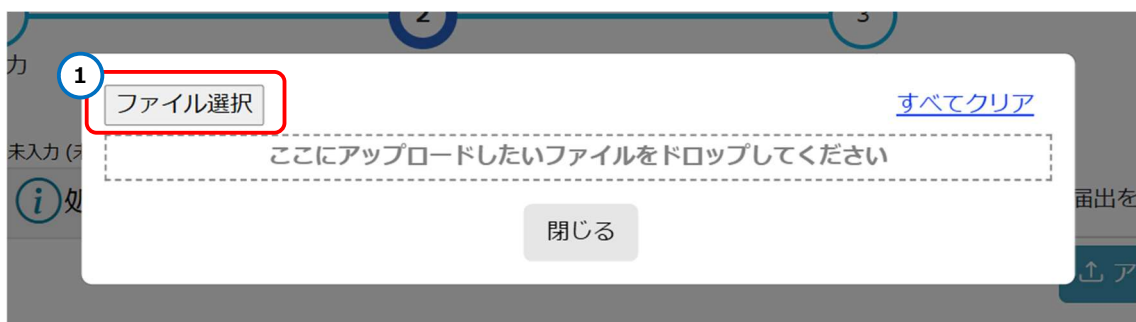 2
3
力
1
ファイル選択
すべてクリア
未入力
ここにアップロードしたいファイルをドロップしてください
i
届出を
閉じる
ア